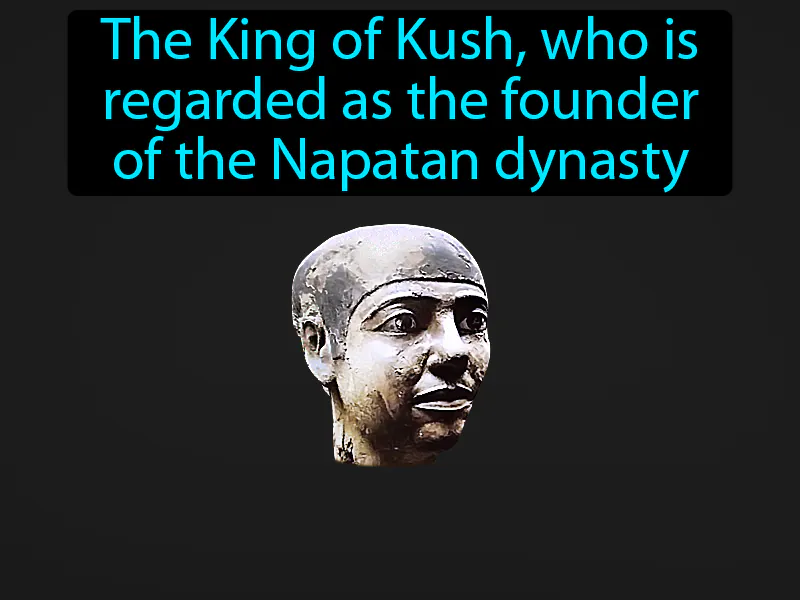 The King of Kush, who is
regarded as the founder
of the Napatan dynasty